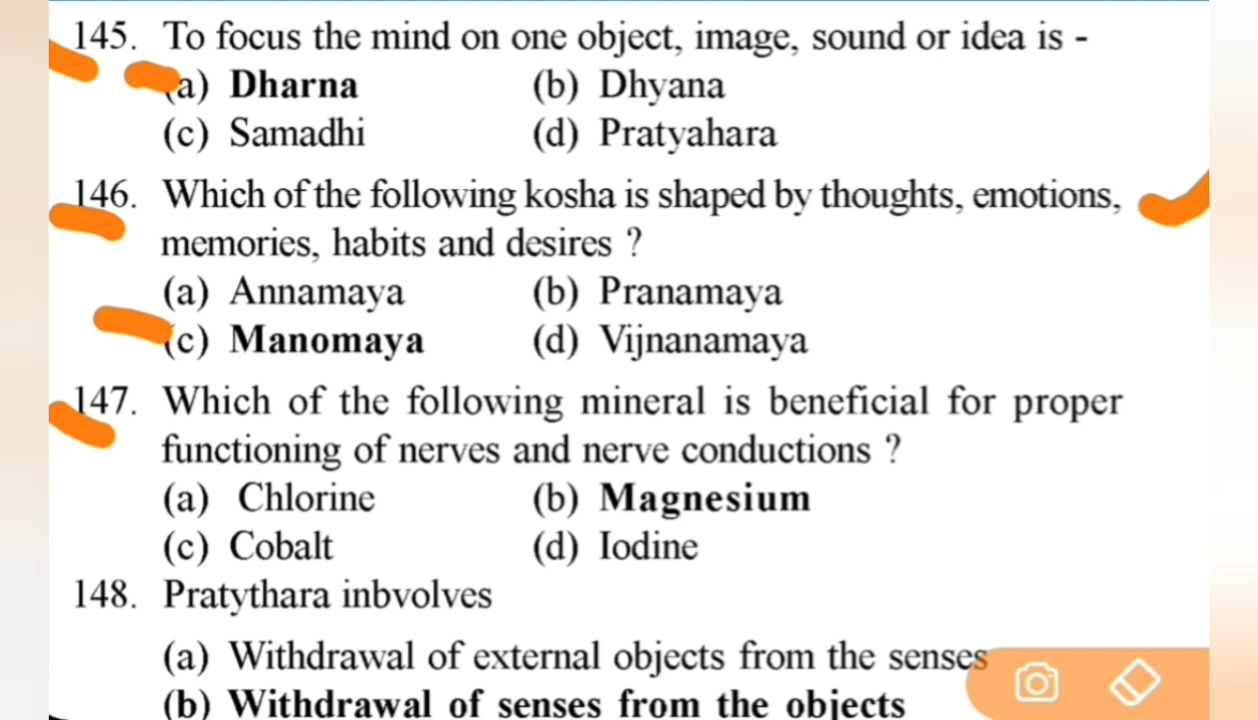 145. To focus the mind on one object, image, sound or idea is -
(a) Dharna (b) Dhyana
(c) Samadhi (d) Pratyahara
146. Which of the following kosha is shaped by thoughts, emotions,
memories, habits and desires ?
(a) Annamaya (b) Pranamaya
(c) Manomaya (d) Vijnanamaya
147. Which of the following mineral is beneficial for proper
functioning of nerves and nerve conductions ?
(a) Chlorine (b) Magnesium
(c) Cobalt (d) Iodine
148. Pratythara inbvolves
(a) Withdrawal of external objects from the senses
(b) Withdrawal of senses from the objects